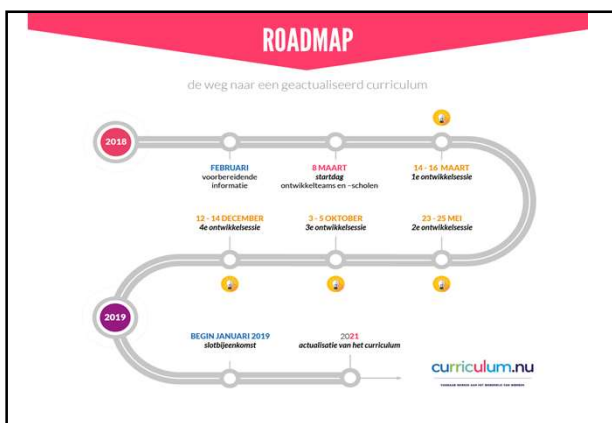 ROADMAP
de weg naar een geactualiseerd curriculum
2018
FEBRUARI
voorbereidende
informatie
8 MAART
startdag
ontwikkelteams en -scholen
14 - 16 MAART
1e ontwikkelsessie
12 - 14 DECEMBER
4e ontwikkelsessie
3 - 5 OKTOBER
3e ontwikkelsessie
23 - 25 MEI
2e ontwikkelsessie
2019
BEGIN JANUARI 2019
slotbijeenkomst
2021
actualisatie van het curriculum
curriculum.nu